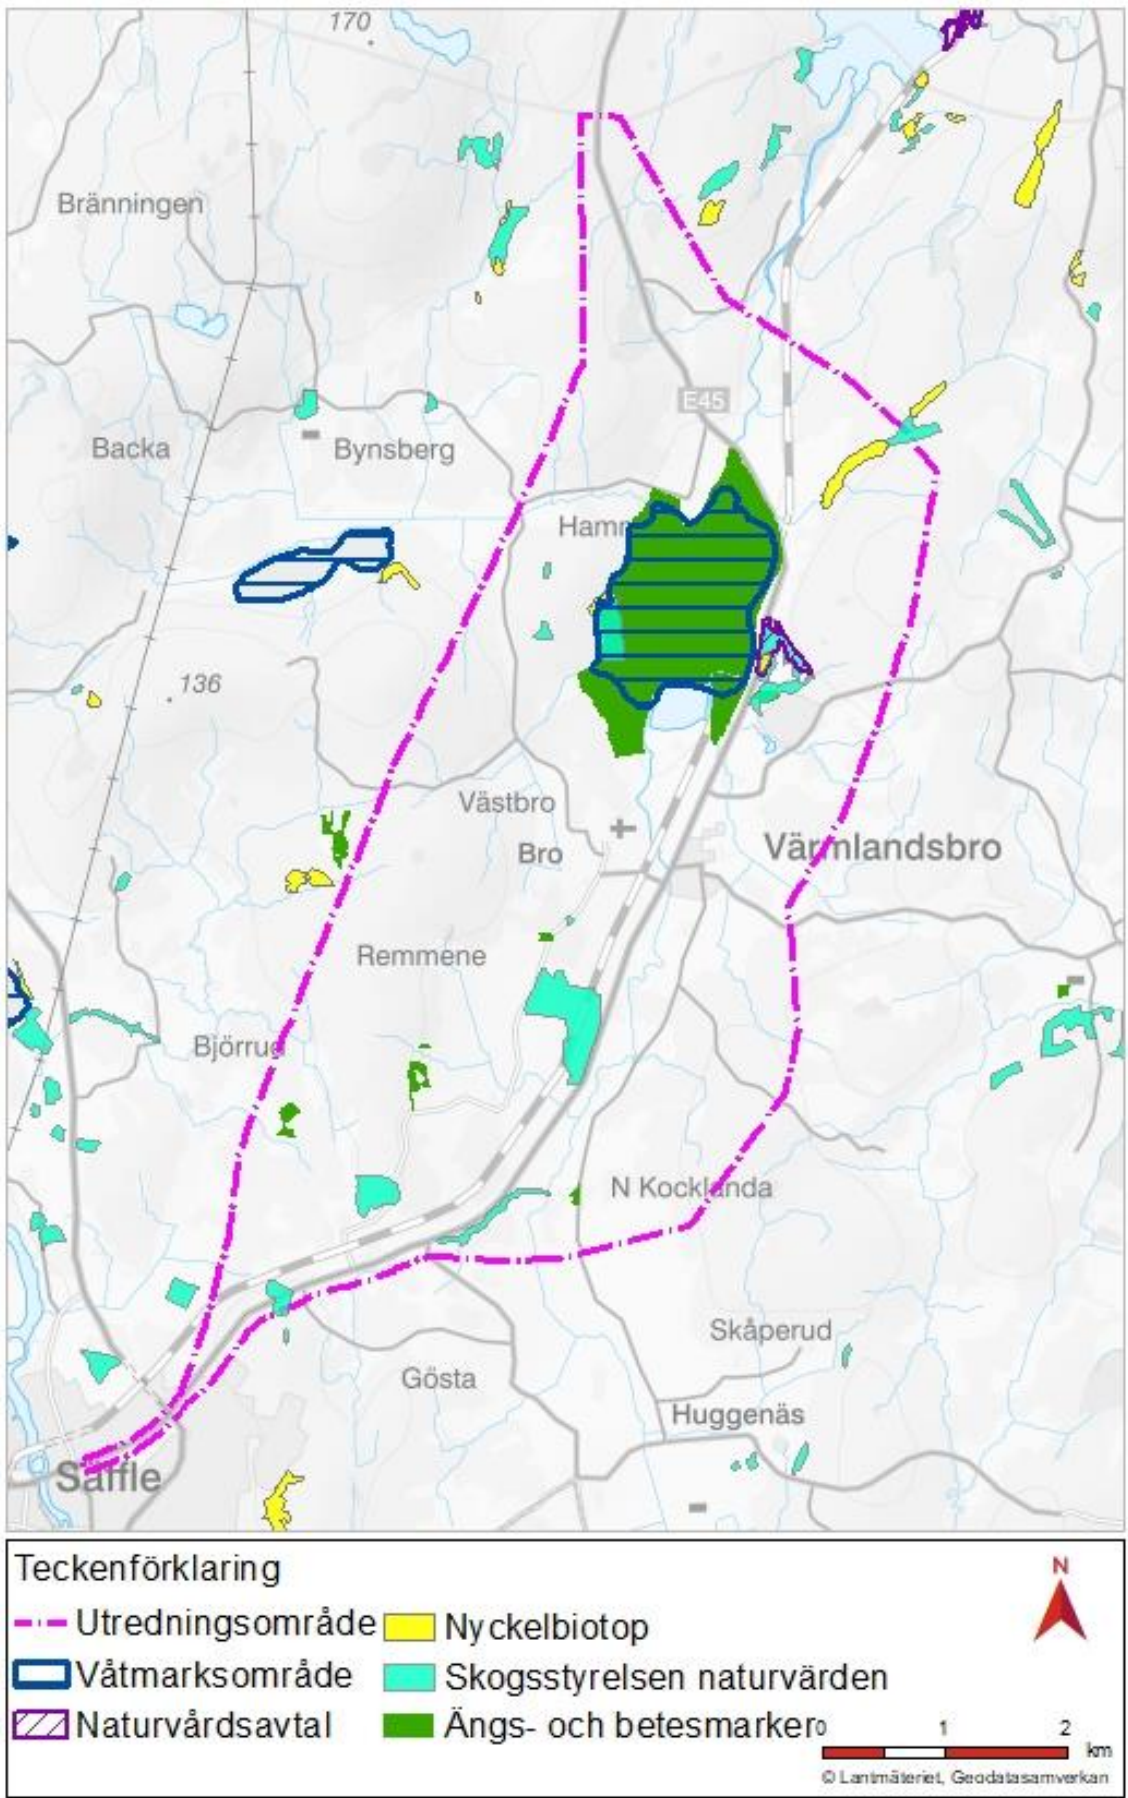 170
Bränningen
E45
Backa
Bynsberg
Hamm
136
Västbro
Bro
Värmlandsbro
Remmene
Björrud
N Kocklanda
Skåperud
Gösta
Huggenäs
Säffle
Teckenförklaring
N
Utredningsområde
Nyckelbiotop
Våtmarksområde
Skogsstyrelsen naturvärden
Naturvårdsavtal
Ängs- och betesmarker
0 1 2
km
© Lantmäteriet, Geodatasamverkan